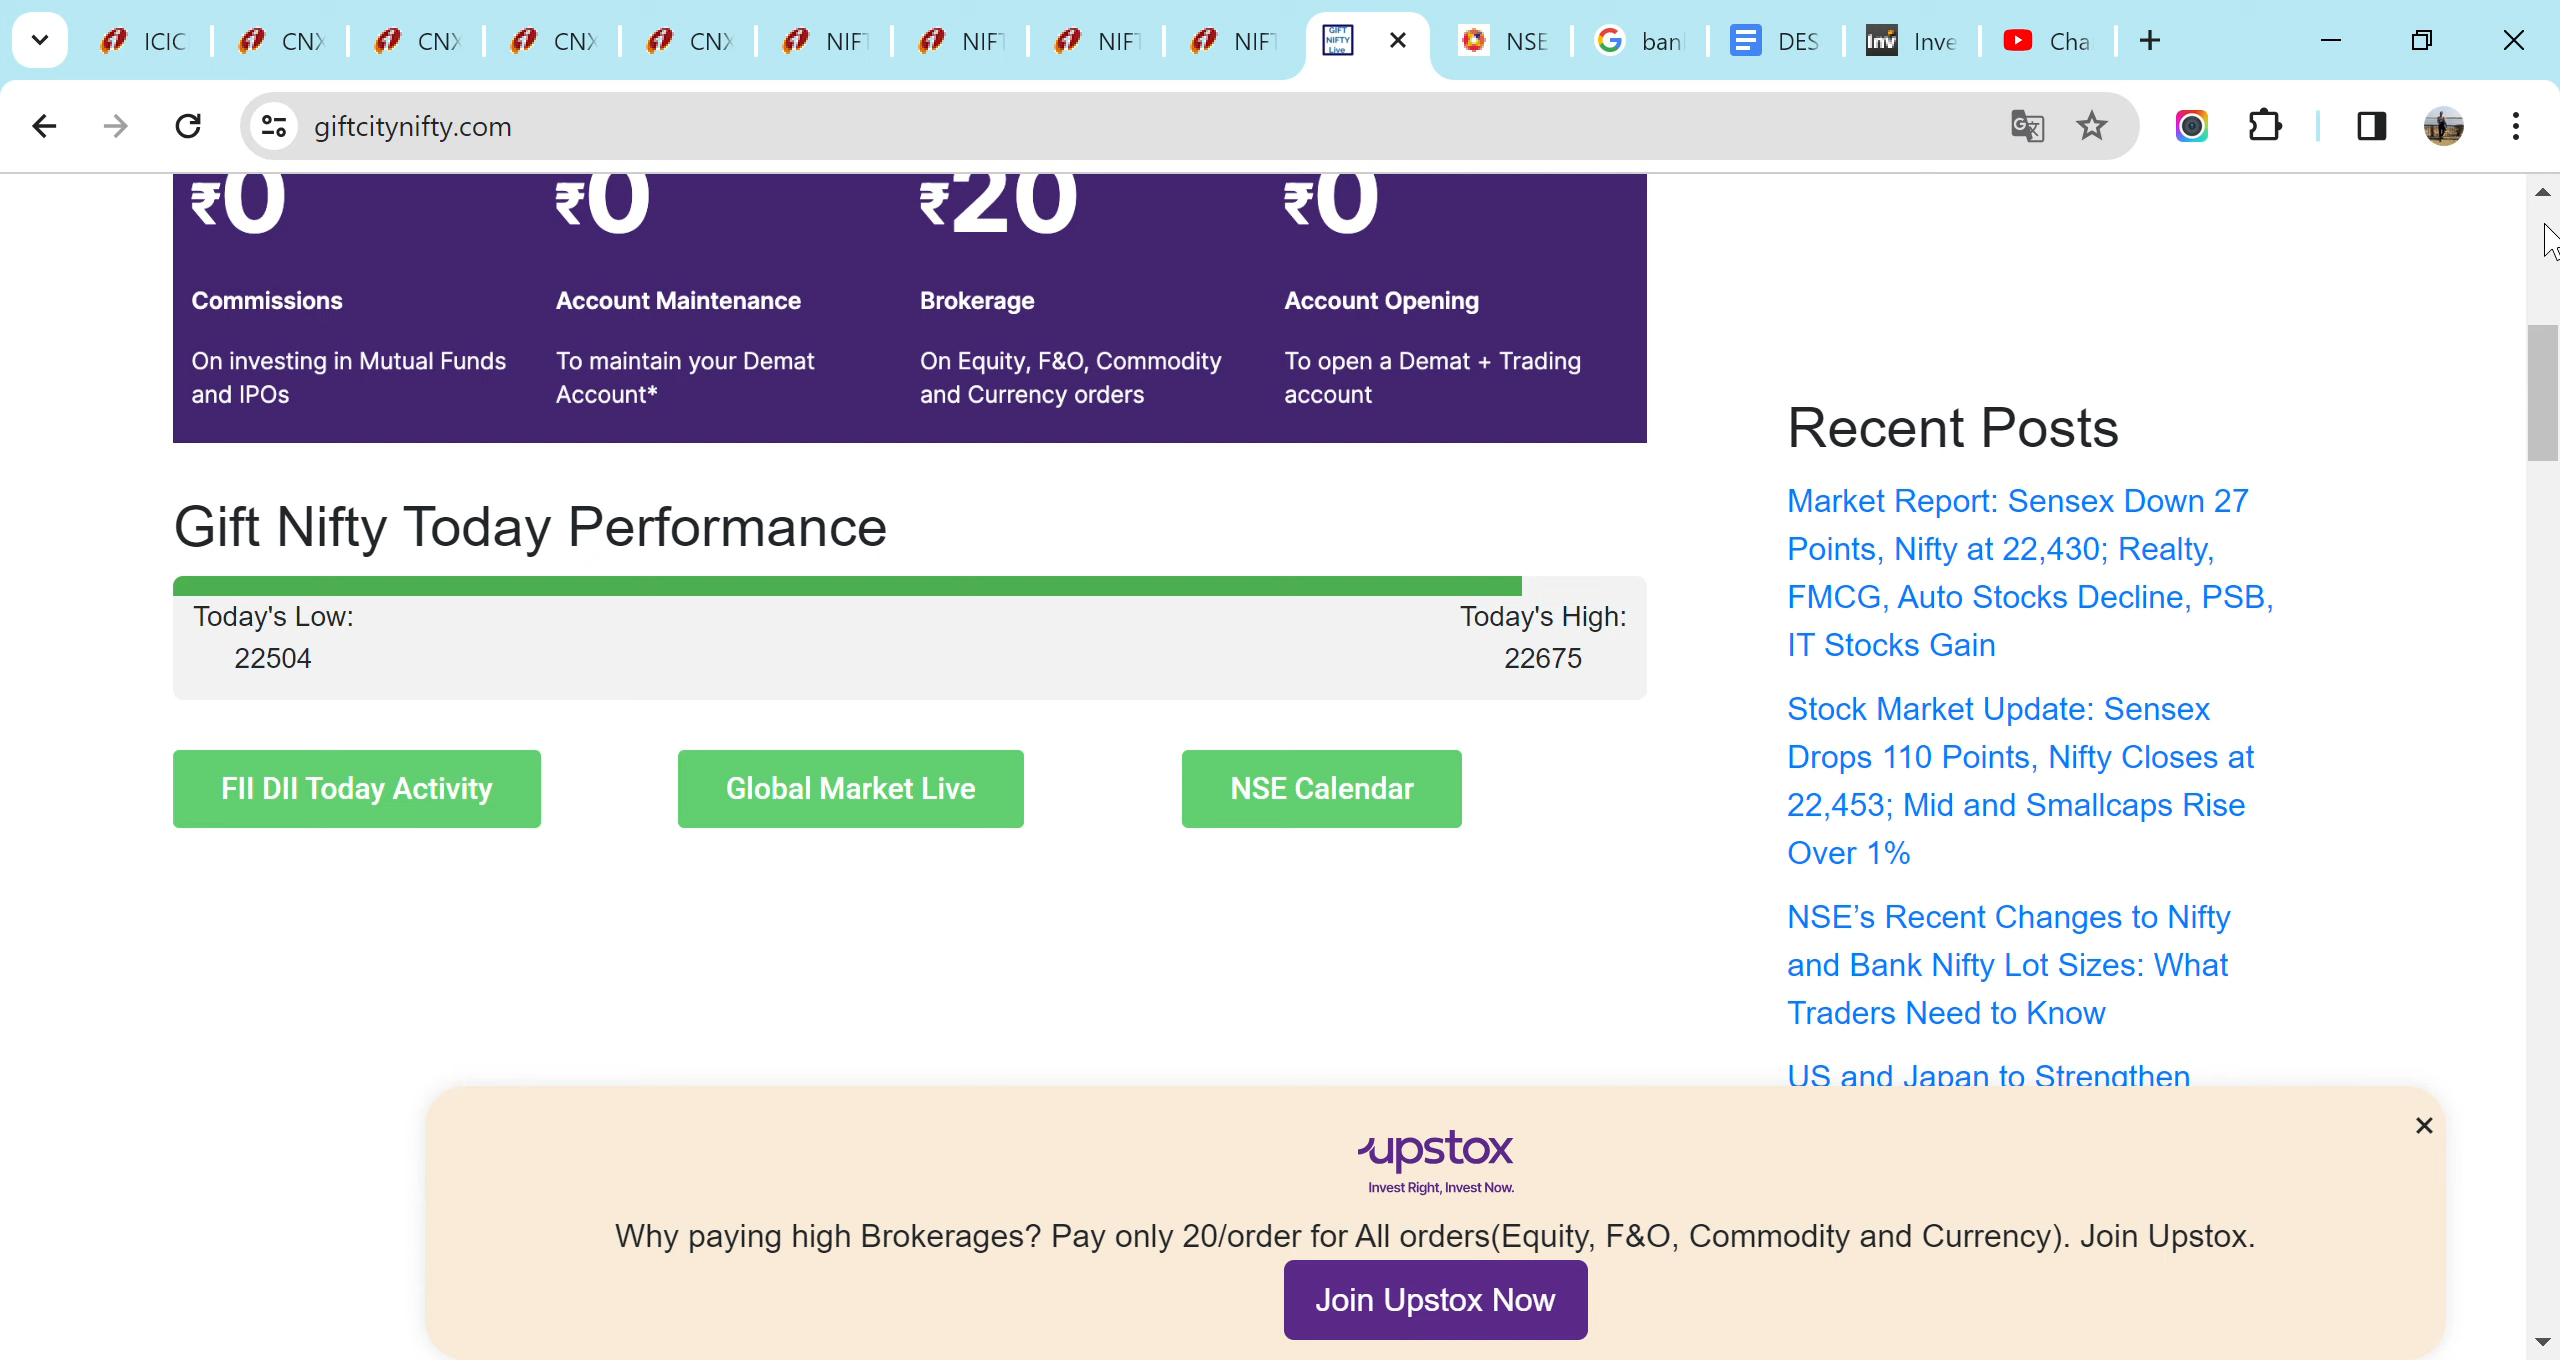 ICIC
CNX
CNX
CNX
CNX
NIFT
NIFT
NIFT
NIFT
GIFT
NIFTY
Live
NSE
ban
DES
Inv
Inve
Cha
giftcitynifty.com
₹0
₹0
₹20
₹0
Commissions
Account Maintenance
Brokerage
Account Opening
On investing in Mutual Funds
and IPOs
To maintain your Demat
Account*
On Equity, F&O, Commodity
and Currency orders
To open a Demat + Trading
account
Gift Nifty Today Performance
Today's Low:
22504
Today's High:
22675
FII DII Today Activity
Global Market Live
NSE Calendar
Recent Posts
Market Report: Sensex Down 27
Points, Nifty at 22,430; Realty,
FMCG, Auto Stocks Decline, PSB,
IT Stocks Gain
Stock Market Update: Sensex
Drops 110 Points, Nifty Closes at
22,453; Mid and Smallcaps Rise
Over 1%
NSE’s Recent Changes to Nifty
and Bank Nifty Lot Sizes: What
Traders Need to Know
US and Japan to Strengthen
upstox
Invest Right, Invest Now.
Why paying high Brokerages? Pay only 20/order for All orders(Equity, F&O, Commodity and Currency). Join Upstox.
Join Upstox Now